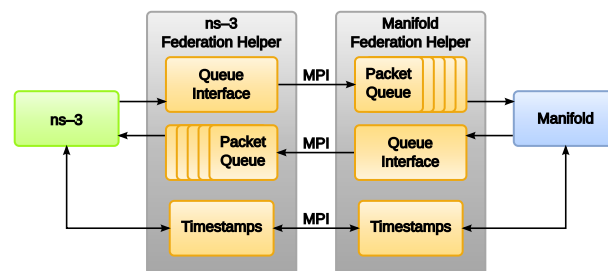 ns–3
Federation Helper
Manifold
Federation Helper
Queue
Interface
MPI
Packet
Queue
ns–3
Manifold
Packet
Queue
MPI
Queue
Interface
Timestamps
MPI
Timestamps